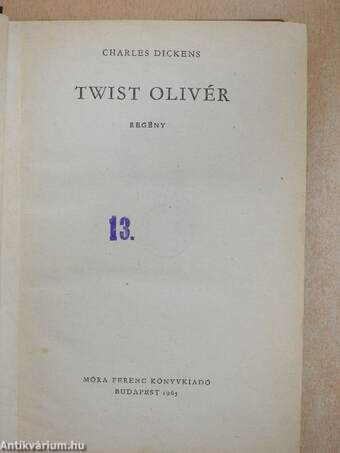 CHARLES DICKENS
TWIST OLIVÉR
REGÉNY
13.
MÓRA FERENC KÖNYVKIADÓ
BUDAPEST 1965
Antikvárium.hu